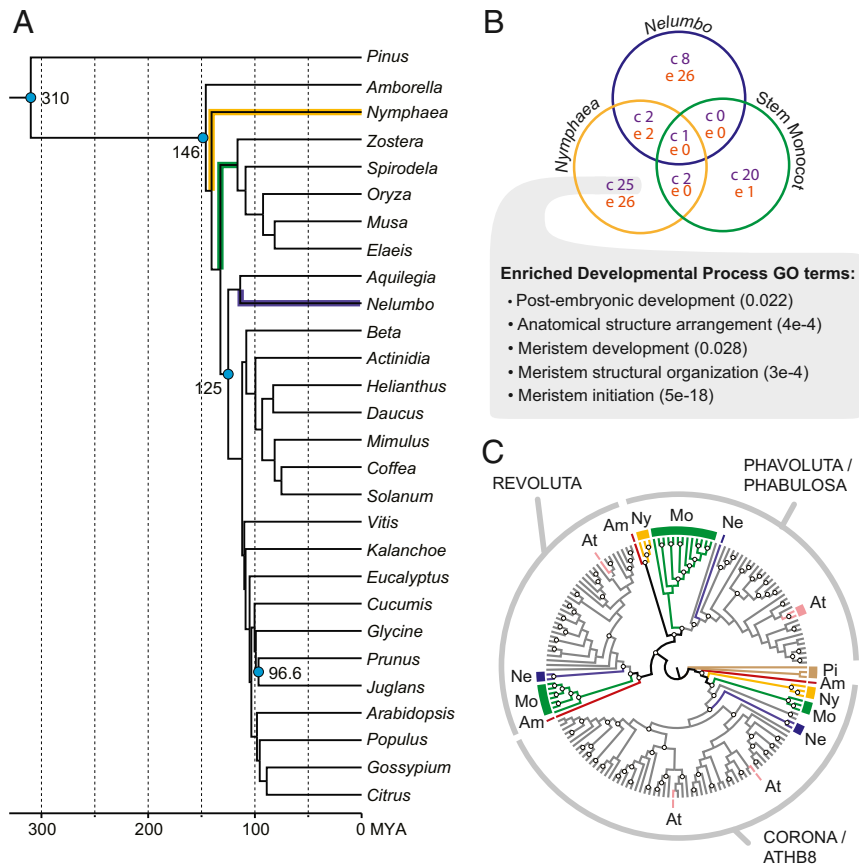 A
Pinus
310
Amborella
Nymphaea
146
Zostera
Spirodela
Oryza
Musa
Elaeis
Aquilegia
Nelumbo
Beta
125
Actinidia
Helianthus
Daucus
Mimulus
Coffea
Solanum
Vitis
Kalanchoe
Eucalyptus
Cucumis
Glycine
Prunus
96.6
Juglans
Arabidopsis
Populus
Gossypium
Citrus
300 200 100 0 MYA
B
Nelumbo
Nymphaea
Stem Monocot
c 8
e 26
c 2
e 2
c 0
e 0
c 1
e 0
c 25
e 26
c 2
e 0
c 20
e 1
Enriched Developmental Process GO terms:
• Post-embryonic development (0.022)
• Anatomical structure arrangement (4e-4)
• Meristem development (0.028)
• Meristem structural organization (3e-4)
• Meristem initiation (5e-18)
C
REVOLUTA
PHAVOLUTA /
PHABULOSA
At
Am
Ny
Mo
Ne
At
Pi
Am
Ny
Mo
Ne
At
At
Ne
Mo
Am
CORONA /
ATHB8